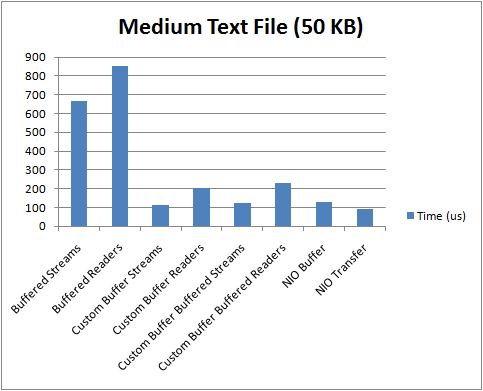 Medium Text File (50 KB)
900
800
700
600
500
400
300
200
100
0
Time (us)
Buffered Streams
Buffered Readers
Custom Buffer Streams
Custom Buffer Readers
Custom Buffer Buffered Streams
Custom Buffer Buffered Readers
NIO Buffer
NIO Transfer